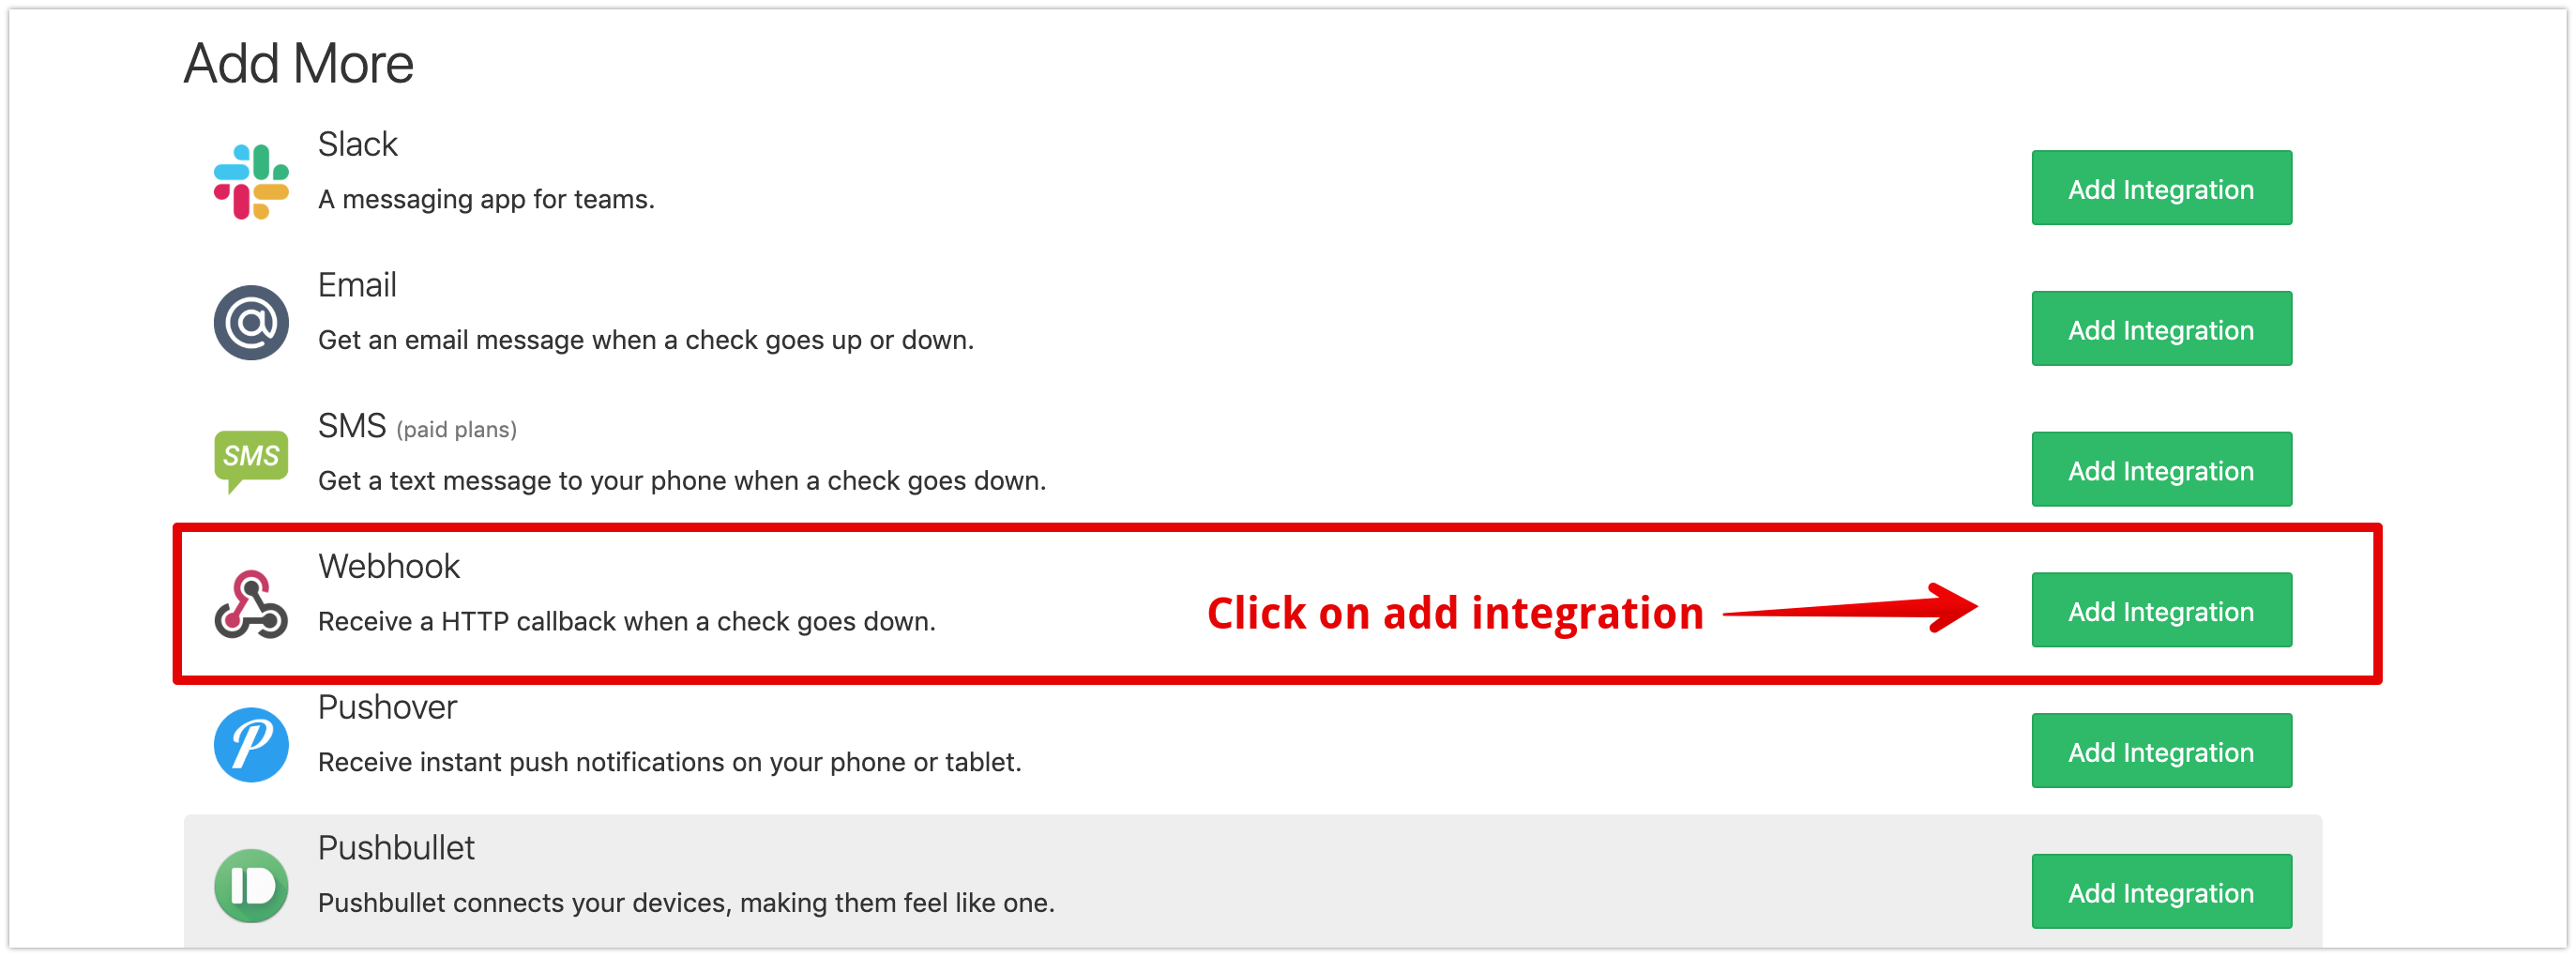 Add More
Slack
A messaging app for teams.
Add Integration
Email
Get an email message when a check goes up or down.
Add Integration
SMS (paid plans)
SMS
Get a text message to your phone when a check goes down.
Add Integration
Webhook
Receive a HTTP callback when a check goes down.
Click on add integration
Add Integration
Pushover
Receive instant push notifications on your phone or tablet.
Add Integration
Pushbullet
Pushbullet connects your devices, making them feel like one.
Add Integration